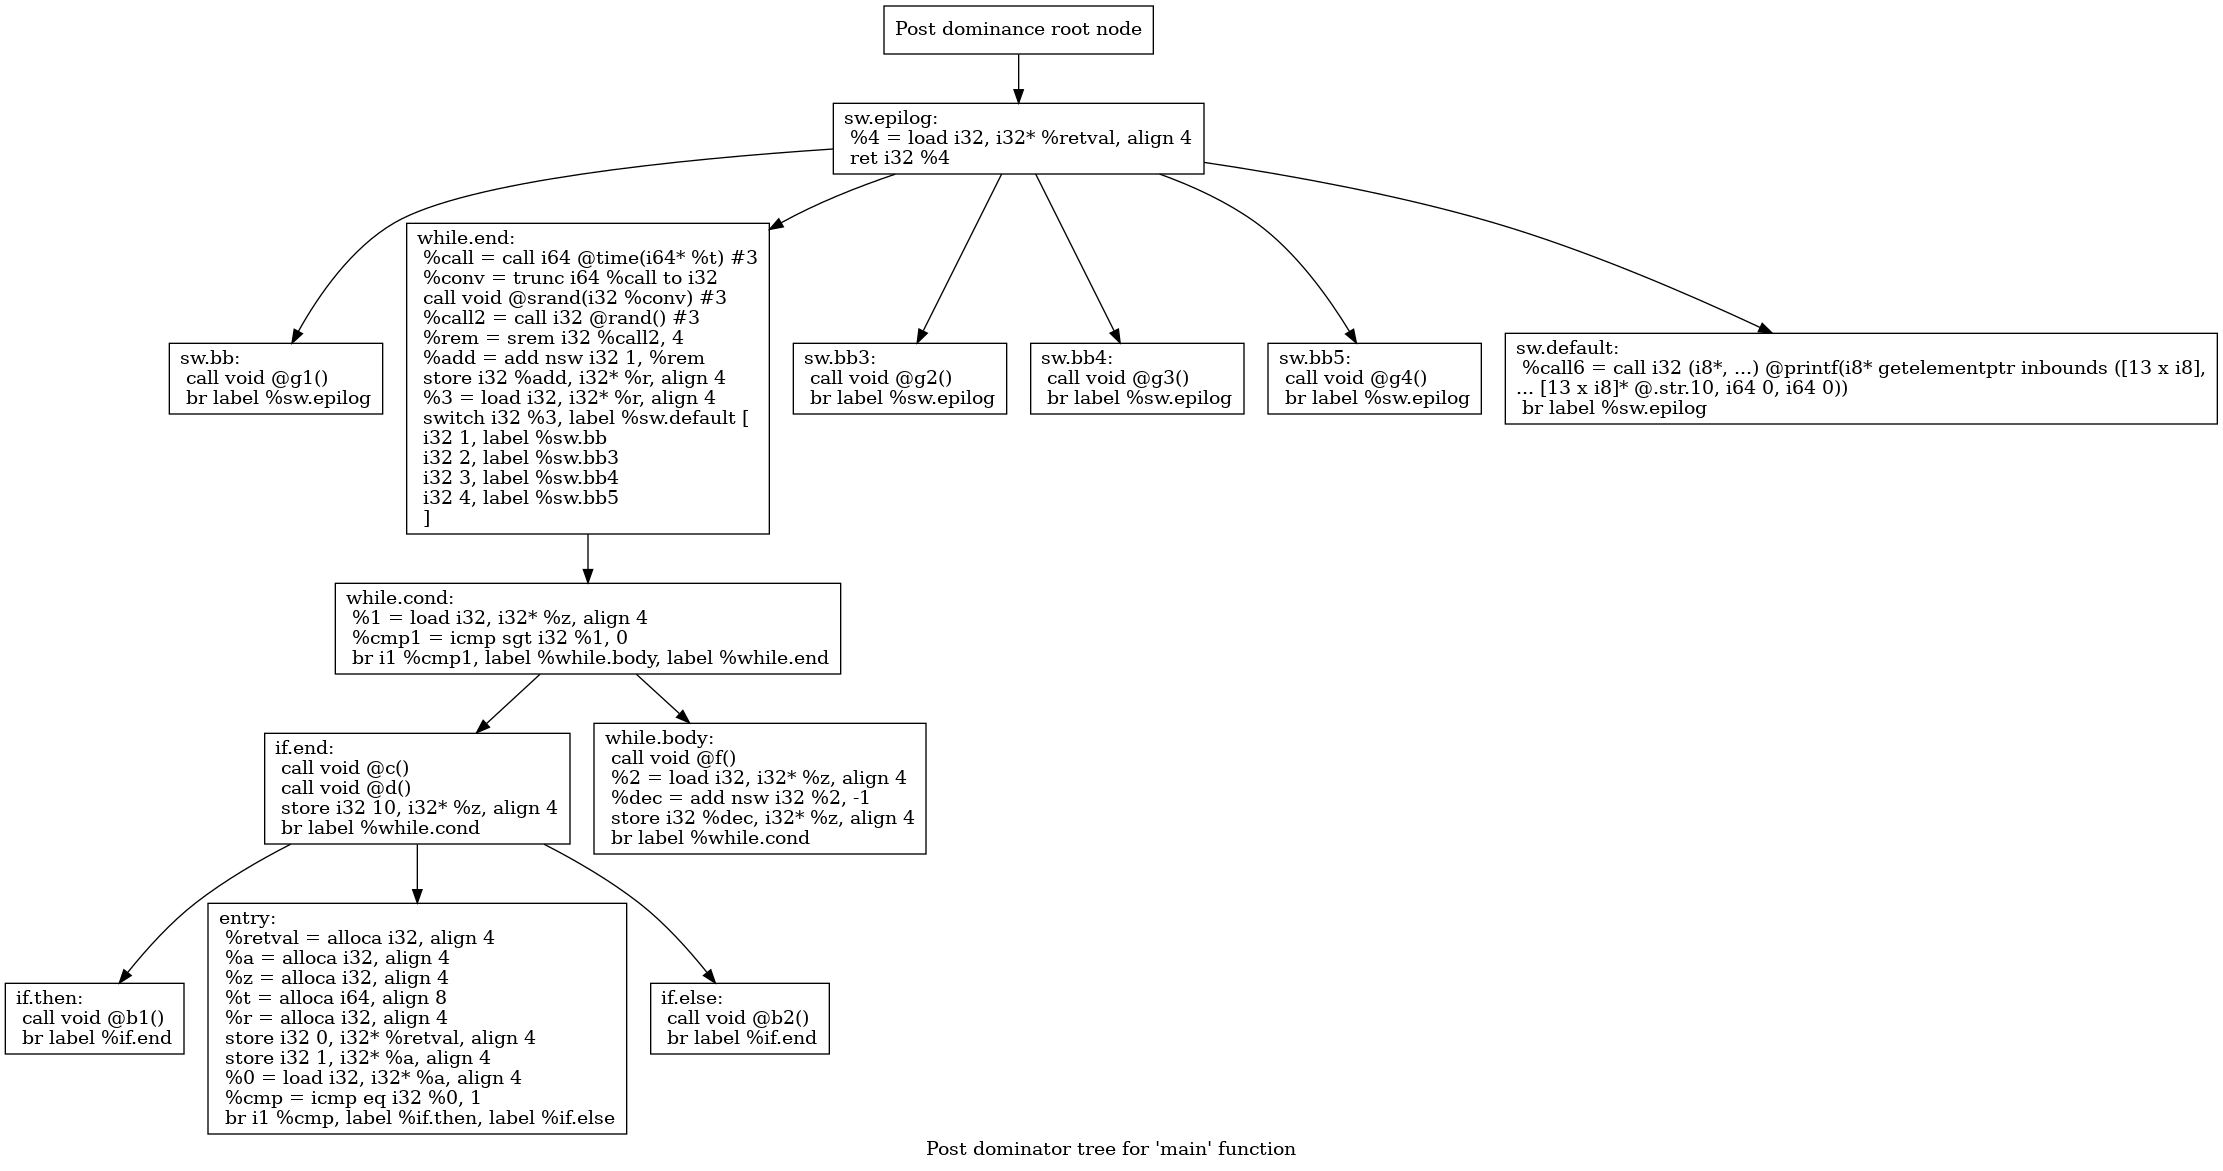 Post dominance root node
sw.epilog:
%4 = load i32, i32* %retval, align 4
ret i32 %4
sw.bb:
call void @g1()
br label %sw.epilog
while.end:
%call = call i64 @time(i64* %t) #3
%conv = trunc i64 %call to i32
call void @srand(i32 %conv) #3
%call2 = call i32 @rand() #3
%rem = srem i32 %call2, 4
%add = add nsw i32 1, %rem
store i32 %add, i32* %r, align 4
%3 = load i32, i32* %r, align 4
switch i32 %3, label %sw.default [
i32 1, label %sw.bb
i32 2, label %sw.bb3
i32 3, label %sw.bb4
i32 4, label %sw.bb5
]
sw.bb3:
call void @g2()
br label %sw.epilog
sw.bb4:
call void @g3()
br label %sw.epilog
sw.bb5:
call void @g4()
br label %sw.epilog
sw.default:
%call6 = call i32 (i8*, ...) @printf(i8* getelementptr inbounds ([13 x i8],
... [13 x i8]* @.str.10, i64 0, i64 0))
br label %sw.epilog
while.cond:
%1 = load i32, i32* %z, align 4
%cmp1 = icmp sgt i32 %1, 0
br i1 %cmp1, label %while.body, label %while.end
if.end:
call void @c()
call void @d()
store i32 10, i32* %z, align 4
br label %while.cond
while.body:
call void @f()
%2 = load i32, i32* %z, align 4
%dec = add nsw i32 %2, -1
store i32 %dec, i32* %z, align 4
br label %while.cond
if.then:
call void @b1()
br label %if.end
entry:
%retval = alloca i32, align 4
%a = alloca i32, align 4
%z = alloca i32, align 4
%t = alloca i64, align 8
%r = alloca i32, align 4
store i32 0, i32* %retval, align 4
store i32 1, i32* %a, align 4
%0 = load i32, i32* %a, align 4
%cmp = icmp eq i32 %0, 1
br i1 %cmp, label %if.then, label %if.else
if.else:
call void @b2()
br label %if.end
Post dominator tree for 'main' function